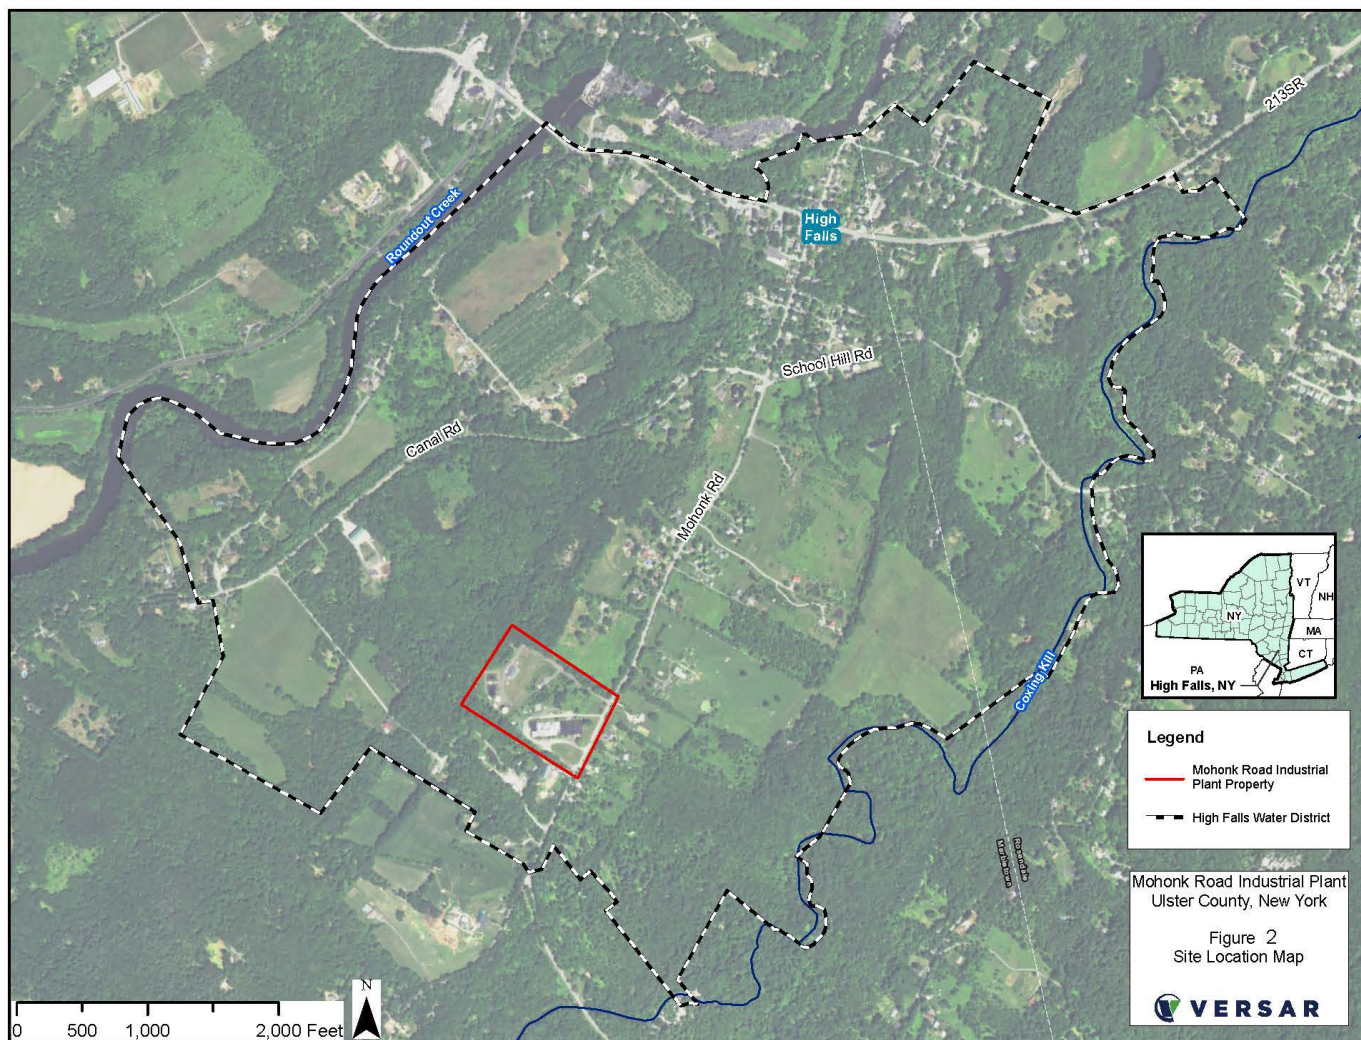 213SR
Roundout Creek
High
Falls
School Hill Rd
Canal Rd
Mohonk Rd
Coxing Kill
Rosendale
Marbletown
VT
NH
NY
MA
CT
PA
High Falls, NY
Legend
Mohonk Road Industrial
Plant Property
High Falls Water District
Mohonk Road Industrial Plant
Ulster County, New York
Figure 2
Site Location Map
VERSAR
N
0 500 1,000 2,000 Feet